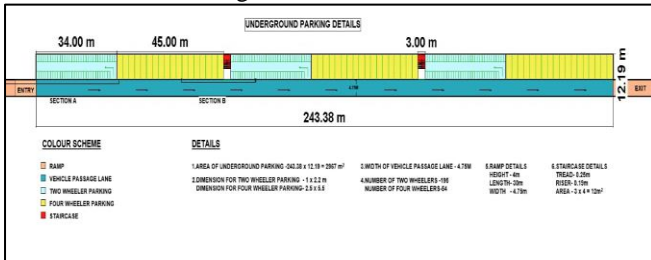 UNDERGROUND PARKING DETAILS
34.00 m
45.00 m
3.00 m
12.19 m
ENTRY
4.75M
EXIT
SECTION A
SECTION B
243.38 m
COLOUR SCHEME
RAMP
VEHICLE PASSAGE LANE
TWO WHEELER PARKING
FOUR WHEELER PARKING
STAIRCASE
DETAILS
1.AREA OF UNDERGROUND PARKING -243.38 x 12.19 = 2967 m²
2.DIMENSION FOR TWO WHEELER PARKING - 1 x 2.2 m
DIMENSION FOR FOUR WHEELER PARKING- 2.5 x 5.5
3.WIDTH OF VEHICLE PASSAGE LANE - 4.75M
4.NUMBER OF TWO WHEELERS -186
NUMBER OF FOUR WHEELERS-54
5.RAMP DETAILS
HEIGHT - 4m
LENGTH- 30m
WIDTH - 4.75m
6.STAIRCASE DETAILS
TREAD- 0.25m
RISER- 0.15m
AREA - 3 x 4 = 12m²